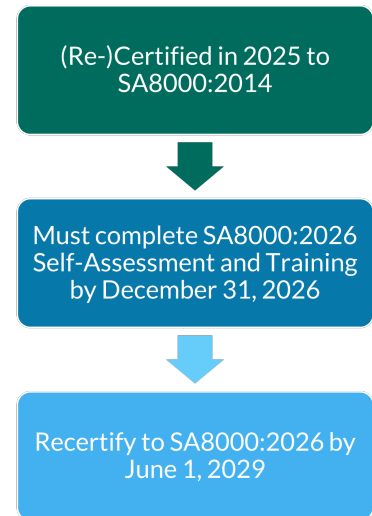 (Re-)Certified in 2025 to
SA8000:2014
Must complete SA8000:2026
Self-Assessment and Training
by December 31, 2026
Recertify to SA8000:2026 by
June 1, 2029